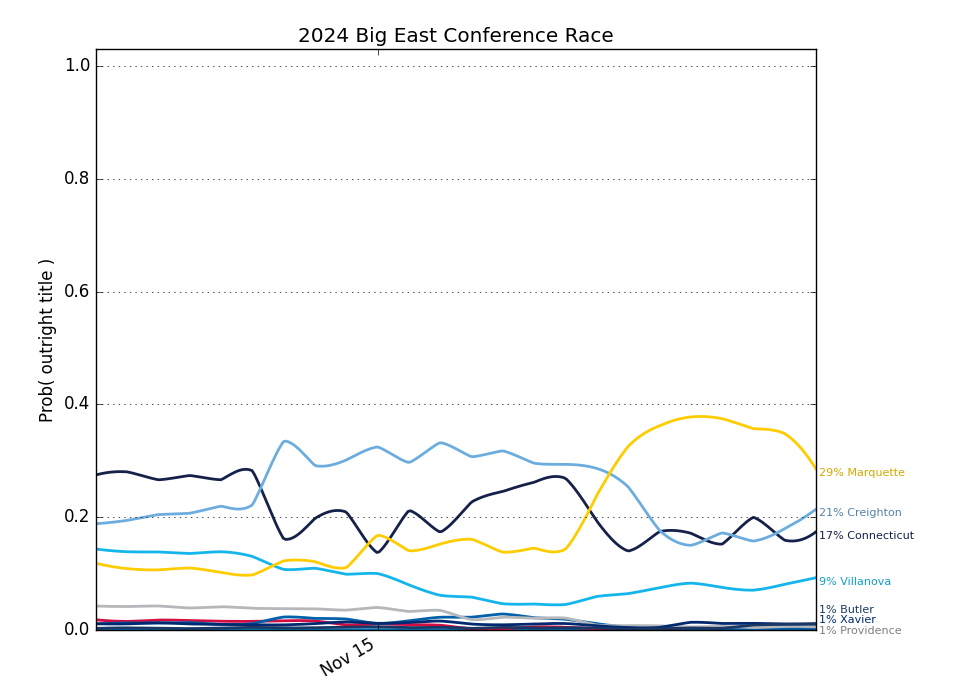 2024 Big East Conference Race
Prob( outright title )
1.0
0.8
0.6
0.4
0.2
0.0
Nov 15
29% Marquette
21% Creighton
17% Connecticut
9% Villanova
1% Butler
1% Xavier
1% Providence